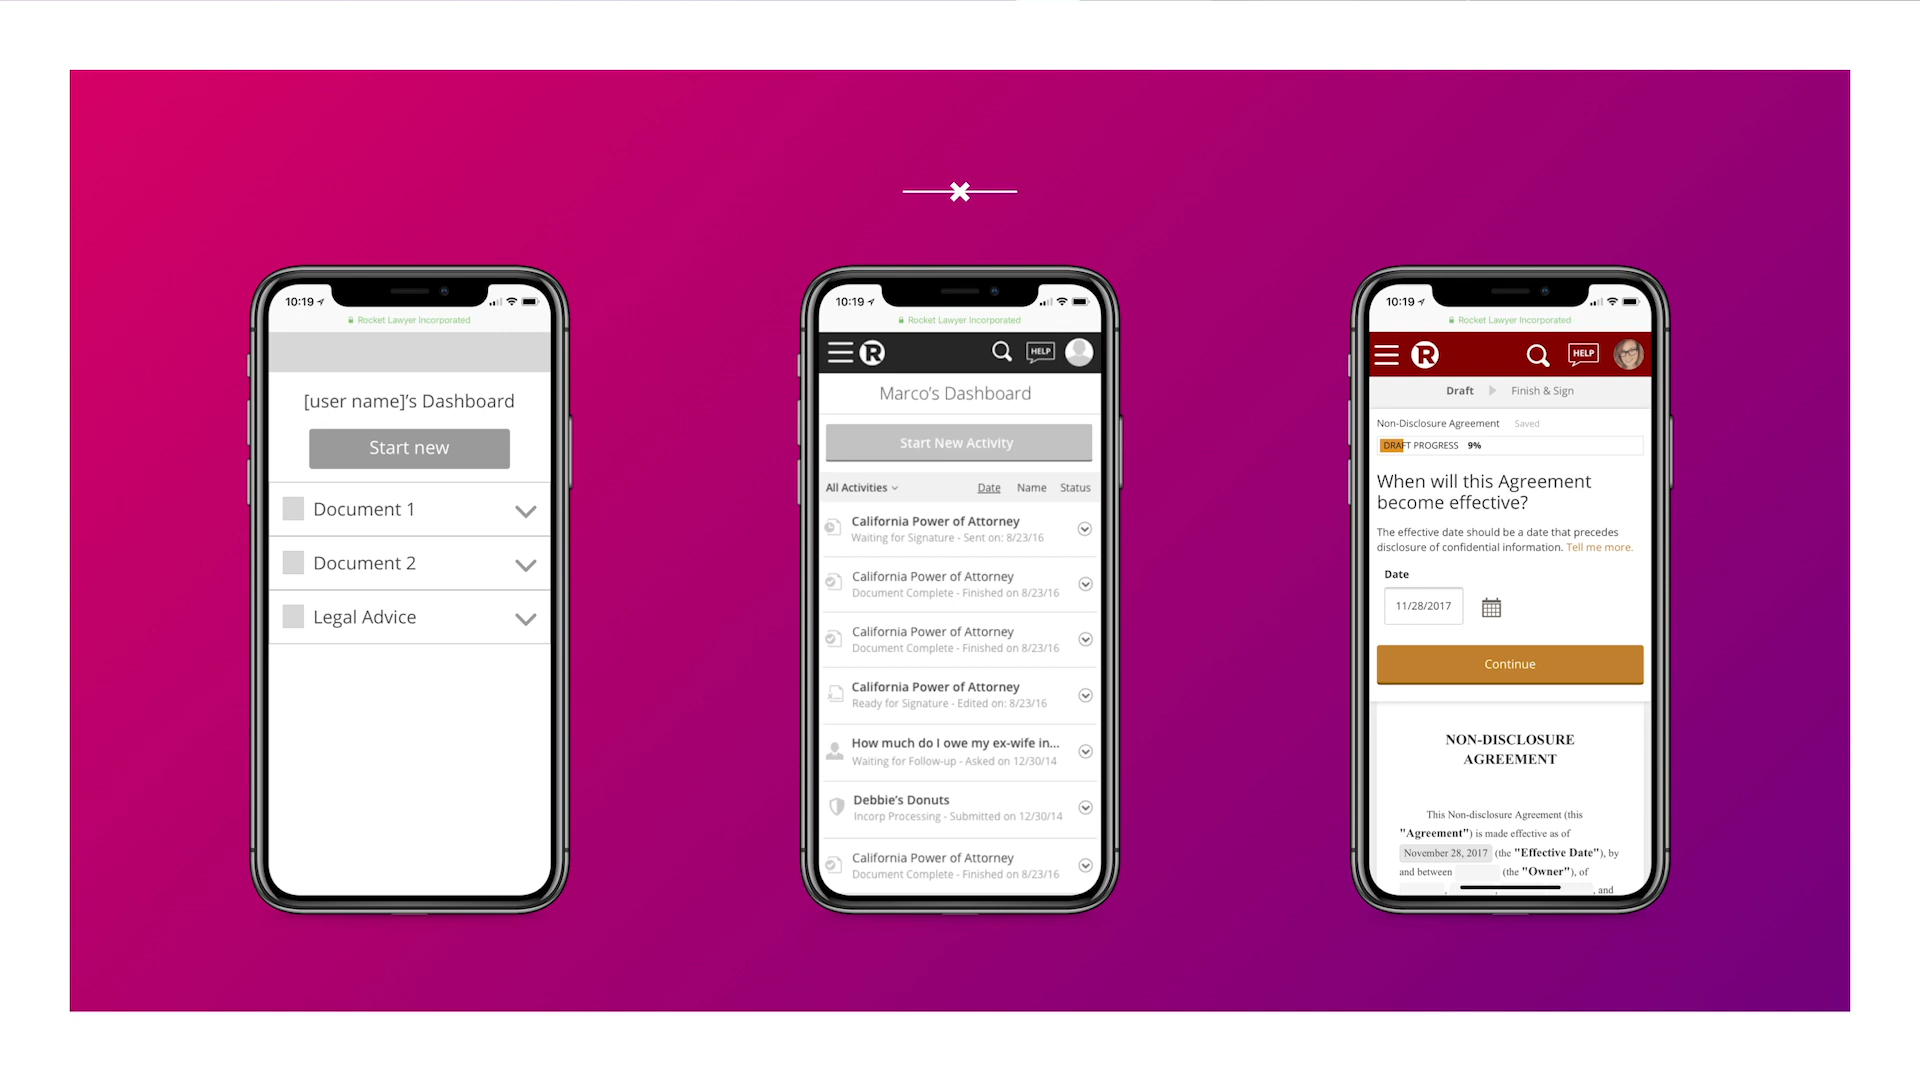 10:19
Rocket Lawyer Incorporated
[user name]'s Dashboard
Start new
Document 1
Document 2
Legal Advice
10:19
Rocket Lawyer Incorporated
R
HELP
Marco's Dashboard
Start New Activity
All Activities Date Name Status
California Power of Attorney
Waiting for Signature - Sent on: 8/23/16
California Power of Attorney
Document Complete - Finished on 8/23/16
California Power of Attorney
Document Complete - Finished on 8/23/16
California Power of Attorney
Ready for Signature - Edited on: 8/23/16
How much do I owe my ex-wife in...
Waiting for Follow-up - Asked on 12/30/14
Debbie's Donuts
Incorp Processing - Submitted on 12/30/14
California Power of Attorney
Document Complete - Finished on 8/23/16
10:19
Rocket Lawyer Incorporated
R
HELP
Draft Finish & Sign
Non-Disclosure Agreement Saved
DRAFT PROGRESS 9%
When will this Agreement
become effective?
The effective date should be a date that precedes
disclosure of confidential information. Tell me more.
Date
11/28/2017
Continue
NON-DISCLOSURE
AGREEMENT
This Non-disclosure Agreement (this
"Agreement") is made effective as of
November 28, 2017 (the "Effective Date"), by
and between (the "Owner"), of
, , , and